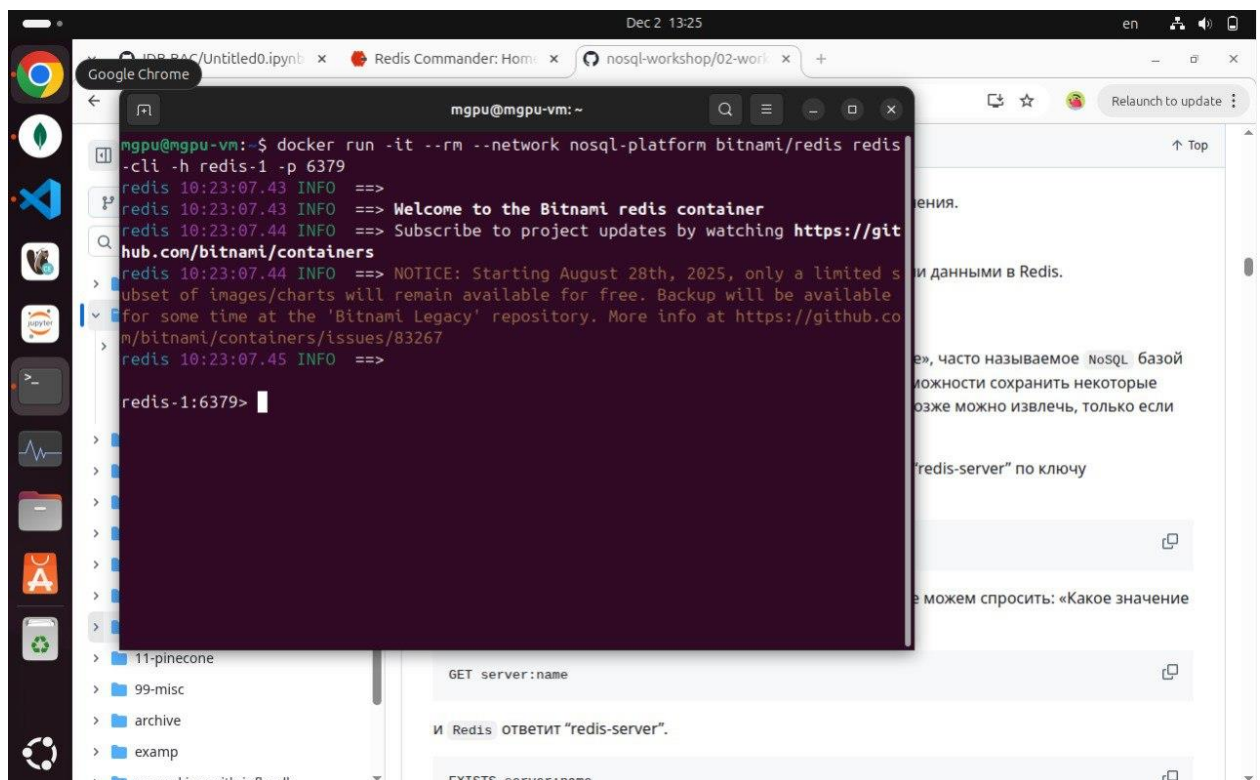 Dec 2 13:25
en
JDB RAC/Untitled0.ipynb
Redis Commander: Home
nosql-workshop/02-work
Google Chrome
Relaunch to update
mgpu@mgpu-vm: ~
Top
mgpu@mgpu-vm:~$ docker run -it --rm --network nosql-platform bitnami/redis redis
-cli -h redis-1 -p 6379
redis 10:23:07.43 INFO ==>
redis 10:23:07.43 INFO ==> Welcome to the Bitnami redis container
redis 10:23:07.44 INFO ==> Subscribe to project updates by watching https://git
hub.com/bitnami/containers
redis 10:23:07.44 INFO ==> NOTICE: Starting August 28th, 2025, only a limited s
ubset of images/charts will remain available for free. Backup will be available
for some time at the 'Bitnami Legacy' repository. More info at https://github.co
m/bitnami/containers/issues/83267
redis 10:23:07.45 INFO ==>
redis-1:6379>
ения.
и данными в Redis.
е», часто называемое NoSQL базой
можности сохранить некоторые
озже можно извлечь, только если
"redis-server" по ключу
е можем спросить: «Какое значение
jupyter
11-pinecone
99-misc
archive
examp
GET server:name
и Redis ответит "redis-server".
EXISTS server:name